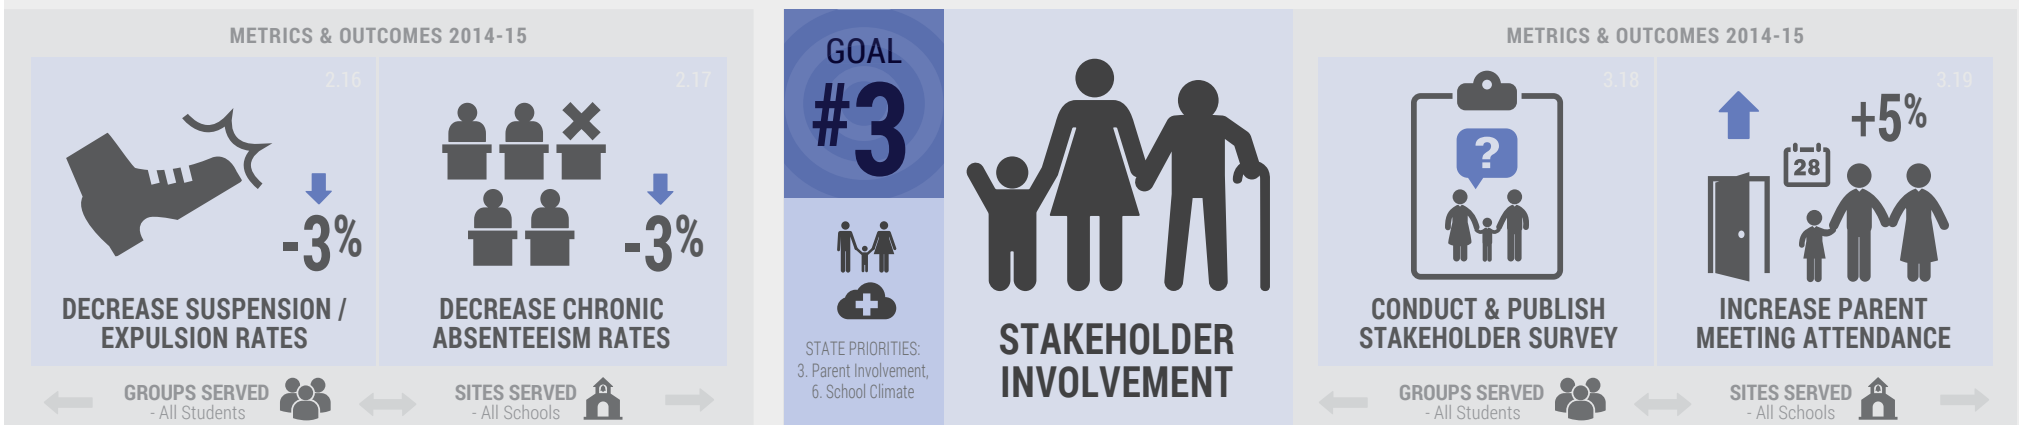 METRICS & OUTCOMES 2014-15
2.16
-3%
DECREASE SUSPENSION /
EXPULSION RATES
2.17
-3%
DECREASE CHRONIC
ABSENTEEISM RATES
GROUPS SERVED
- All Students
SITES SERVED
- All Schools
GOAL
#3
STATE PRIORITIES:
3. Parent Involvement,
6. School Climate
STAKEHOLDER
INVOLVEMENT
METRICS & OUTCOMES 2014-15
3.18
?
CONDUCT & PUBLISH
STAKEHOLDER SURVEY
3.19
+5%
28
INCREASE PARENT
MEETING ATTENDANCE
GROUPS SERVED
- All Students
SITES SERVED
- All Schools